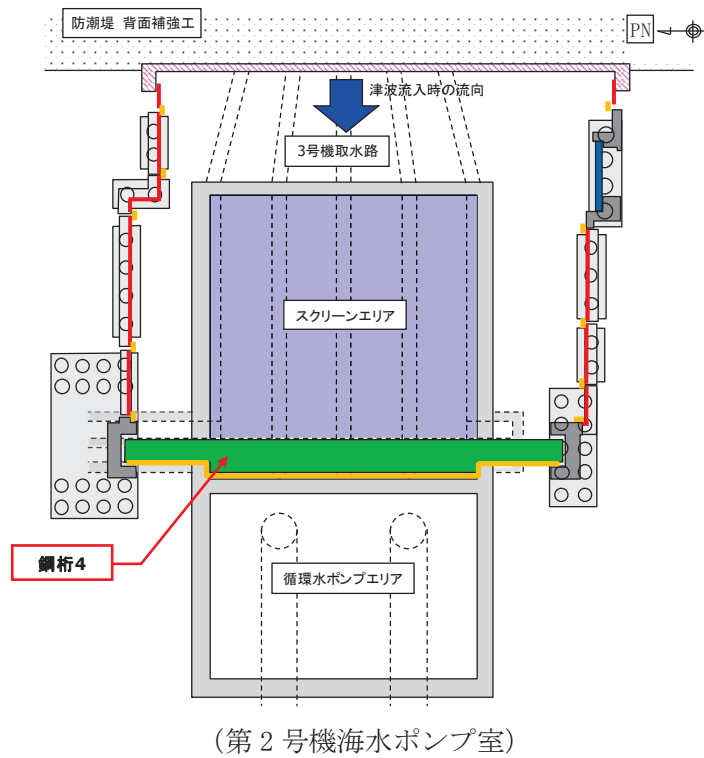 防潮堤 背面補強工
PN
津波流入時の流向
3号機取水路
スクリーンエリア
鋼桁4
循環水ポンプエリア
(第2号機海水ポンプ室)